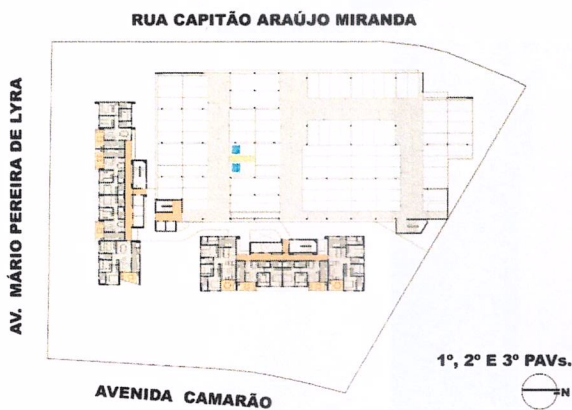 RUA CAPITÃO ARAÚJO MIRANDA
AV. MÁRIO PEREIRA DE LYRA
1º, 2º E 3º PAVs.
N
AVENIDA CAMARÃO